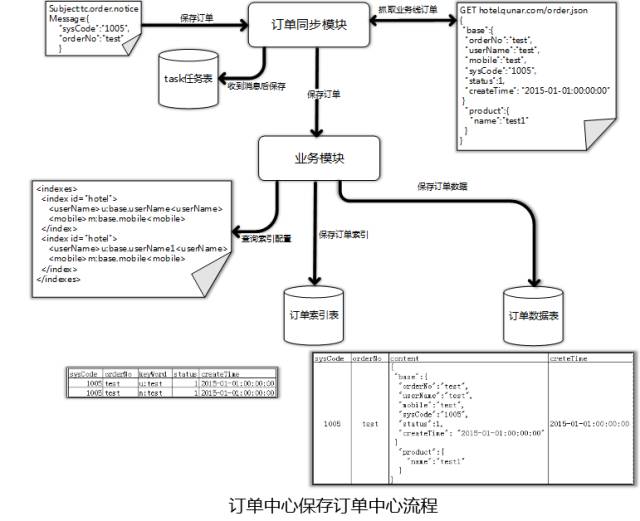 Subject:tc.order.notice
Message:{
"sysCode":"1005",
"orderNo":"test"
}
保存订单
订单同步模块
抓取业务线订单
GET hotel.qunar.com/order.json
{
"base":{
"orderNo":"test",
"userName":"test",
"mobile":"test",
"sysCode":"1005",
"status":1,
"createTime": "2015-01-01:00:00:00"
}
"product":{
"name":"test1"
}
}
task任务表
收到消息后保存
保存订单
业务模块
<indexes>
<index id="hotel">
<userName>u:base.userName<userName>
<mobile>m:base.mobile<mobile>
</index>
<index id="hotel">
<userName>u:base.userName1<userName>
<mobile>m:base.mobile<mobile>
</index>
</indexes>
查询索引配置
保存订单索引
保存订单数据
订单索引表
订单数据表
sysCode orderNo keyWord status createTime
1005 test u:test 1 2015-01-01:00:00:00
1005 test m:test 1 2015-01-01:00:00:00
sysCode orderNo content creteTime
{
"base":{
"orderNo":"test",
"userName":"test",
"mobile":"test",
"sysCode":"1005",
"status":1,
"createTime": "2015-01-01:00:00:00"
}
"product":{
"name":"test1"
}
}
1005 test 2015-01-01:00:00:00
订单中心保存订单中心流程